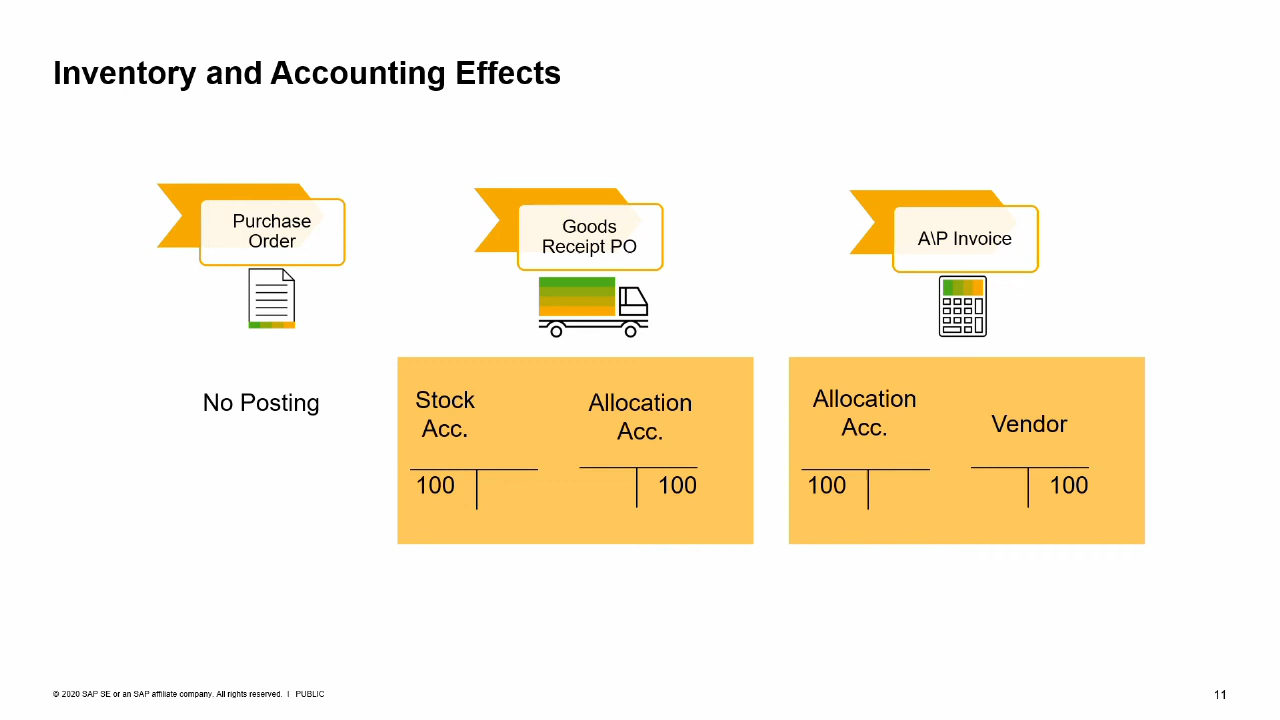 Inventory and Accounting Effects
Purchase
Order
Goods
Receipt PO
A\P Invoice
No Posting
Stock
Acc.
Allocation
Acc.
100
100
Allocation
Acc.
Vendor
100
100
© 2020 SAP SE or an SAP affiliate company. All rights reserved. I PUBLIC
11